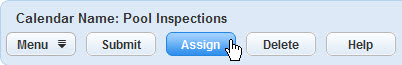 Calendar Name: Pool Inspections
Menu Submit Assign Delete Help